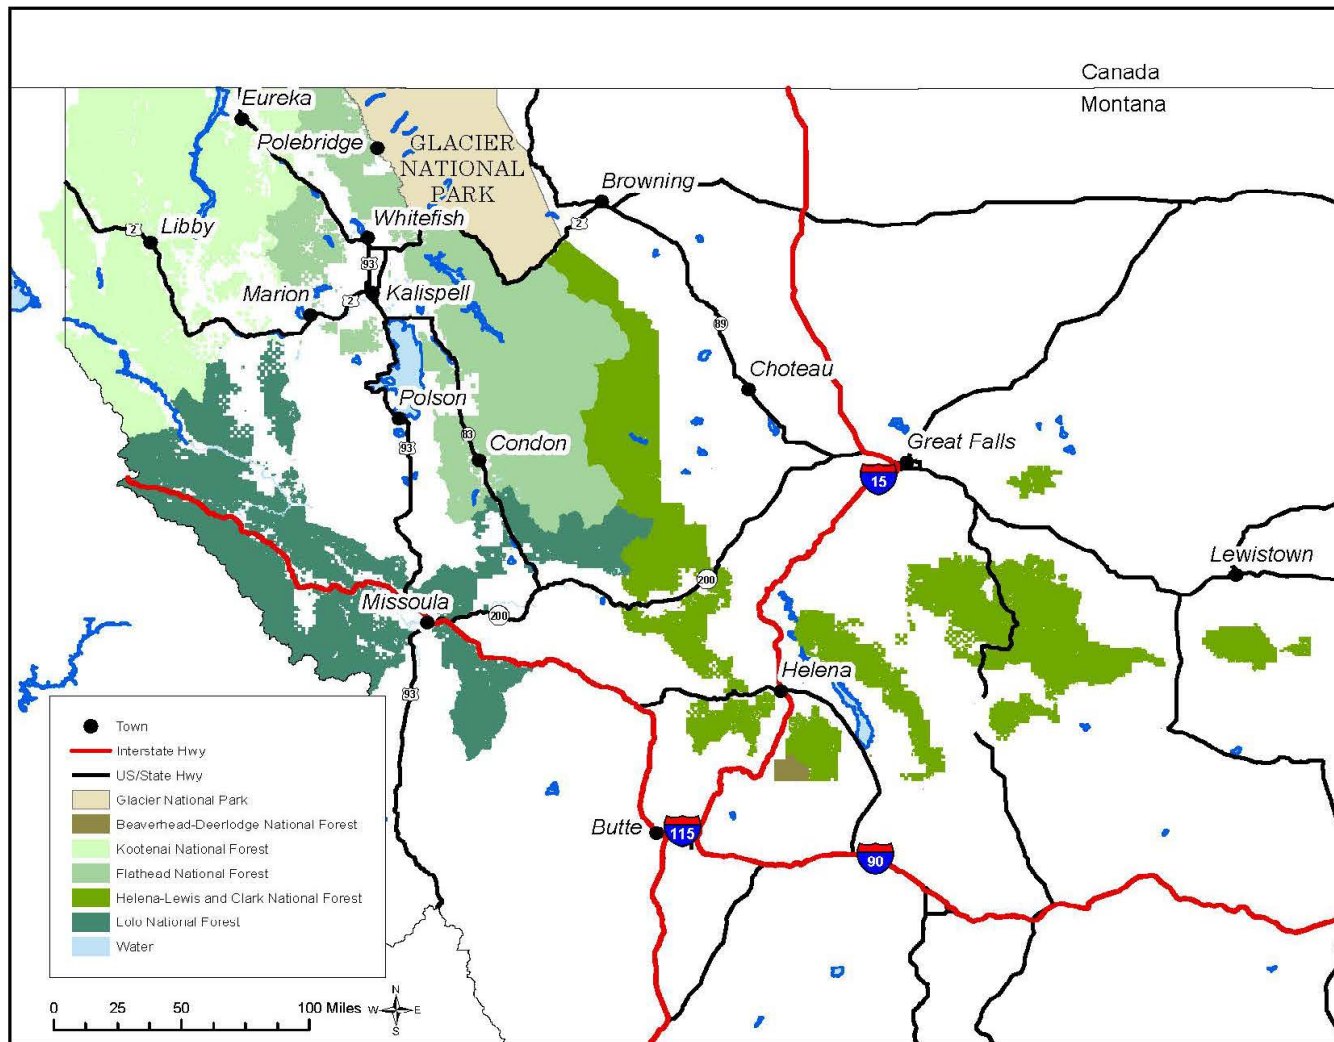 Canada
Montana
Eureka
Polebridge
GLACIER
NATIONAL
PARK
Browning
2
Whitefish
2
Libby
93
Marion
2
Kalispell
89
Choteau
Polson
93
83
Condon
Great Falls
15
Lewistown
200
Missoula
200
Helena
93
Butte
115
90
Town
Interstate Hwy
US/State Hwy
Glacier National Park
Beaverhead-Deerlodge National Forest
Kootenai National Forest
Flathead National Forest
Helena-Lewis and Clark National Forest
Lolo National Forest
Water
0 25 50 100 Miles
N
W E
S